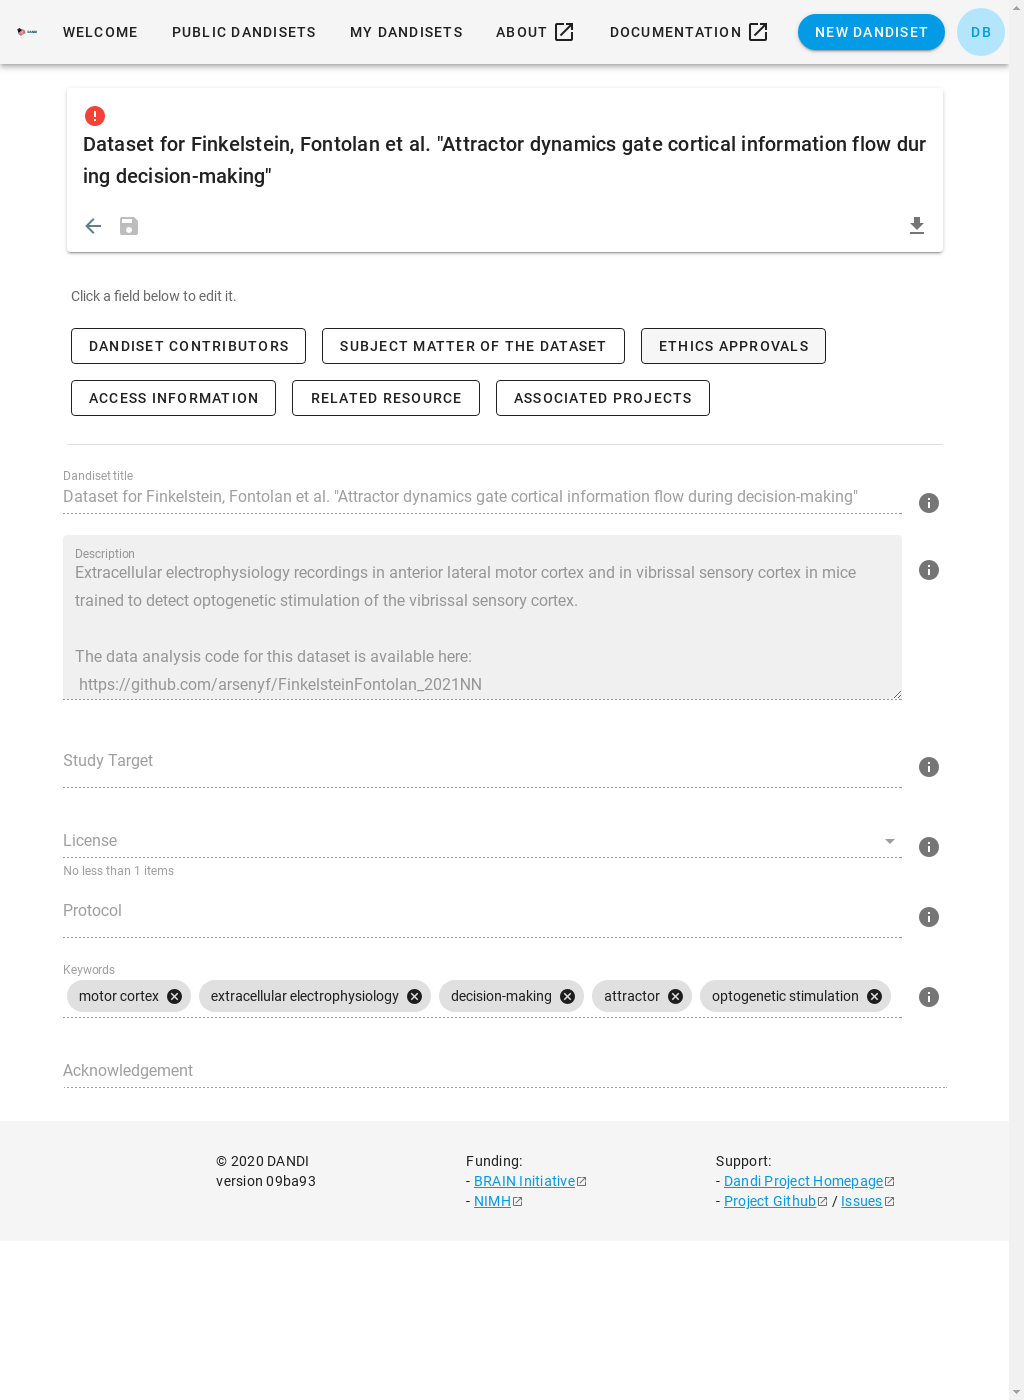 WELCOME PUBLIC DANDISETS MY DANDISETS ABOUT DOCUMENTATION NEW DANDISET DB
Dataset for Finkelstein, Fontolan et al. "Attractor dynamics gate cortical information flow dur
ing decision-making"
Click a field below to edit it.
DANDISET CONTRIBUTORS SUBJECT MATTER OF THE DATASET ETHICS APPROVALS
ACCESS INFORMATION RELATED RESOURCE ASSOCIATED PROJECTS
Dandiset title
Dataset for Finkelstein, Fontolan et al. "Attractor dynamics gate cortical information flow during decision-making"
Description
Extracellular electrophysiology recordings in anterior lateral motor cortex and in vibrissal sensory cortex in mice
trained to detect optogenetic stimulation of the vibrissal sensory cortex.
The data analysis code for this dataset is available here:
https://github.com/arsenyf/FinkelsteinFontolan_2021NN
Study Target
License
No less than 1 items
Protocol
Keywords
motor cortex extracellular electrophysiology decision-making attractor optogenetic stimulation
Acknowledgement
© 2020 DANDI Funding: Support:
version 09ba93 - BRAIN Initiative - Dandi Project Homepage
- NIMH - Project Github / Issues